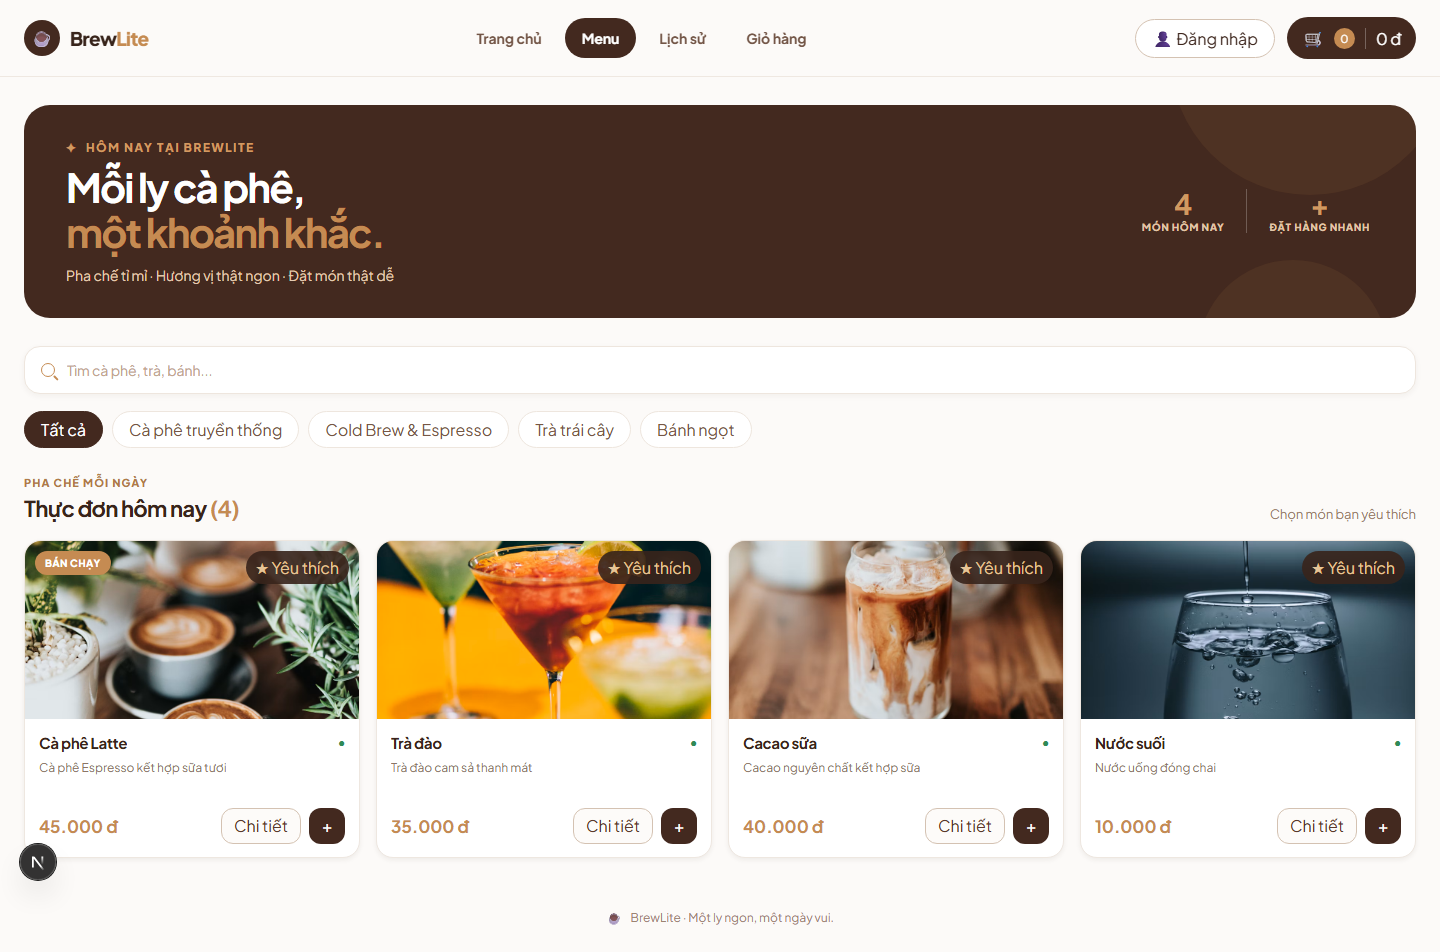 BrewLite
Trang chủ
Menu
Lịch sử
Giỏ hàng
Đăng nhập
0
0 đ
✦ HÔM NAY TẠI BREWLITE
Mỗi ly cà phê,
một khoảnh khắc.
Pha chế tỉ mỉ · Hương vị thật ngon · Đặt món thật dễ
4
MÓN HÔM NAY
+
ĐẶT HÀNG NHANH
Tìm cà phê, trà, bánh...
Tất cả
Cà phê truyền thống
Cold Brew & Espresso
Trà trái cây
Bánh ngọt
PHA CHẾ MỖI NGÀY
Thực đơn hôm nay (4)
Chọn món bạn yêu thích
BÁN CHẠY
★ Yêu thích
Cà phê Latte
Cà phê Espresso kết hợp sữa tươi
45.000 đ
Chi tiết
+
★ Yêu thích
Trà đào
Trà đào cam sả thanh mát
35.000 đ
Chi tiết
+
★ Yêu thích
Cacao sữa
Cacao nguyên chất kết hợp sữa
40.000 đ
Chi tiết
+
★ Yêu thích
Nước suối
Nước uống đóng chai
10.000 đ
Chi tiết
+
N
BrewLite · Một ly ngon, một ngày vui.